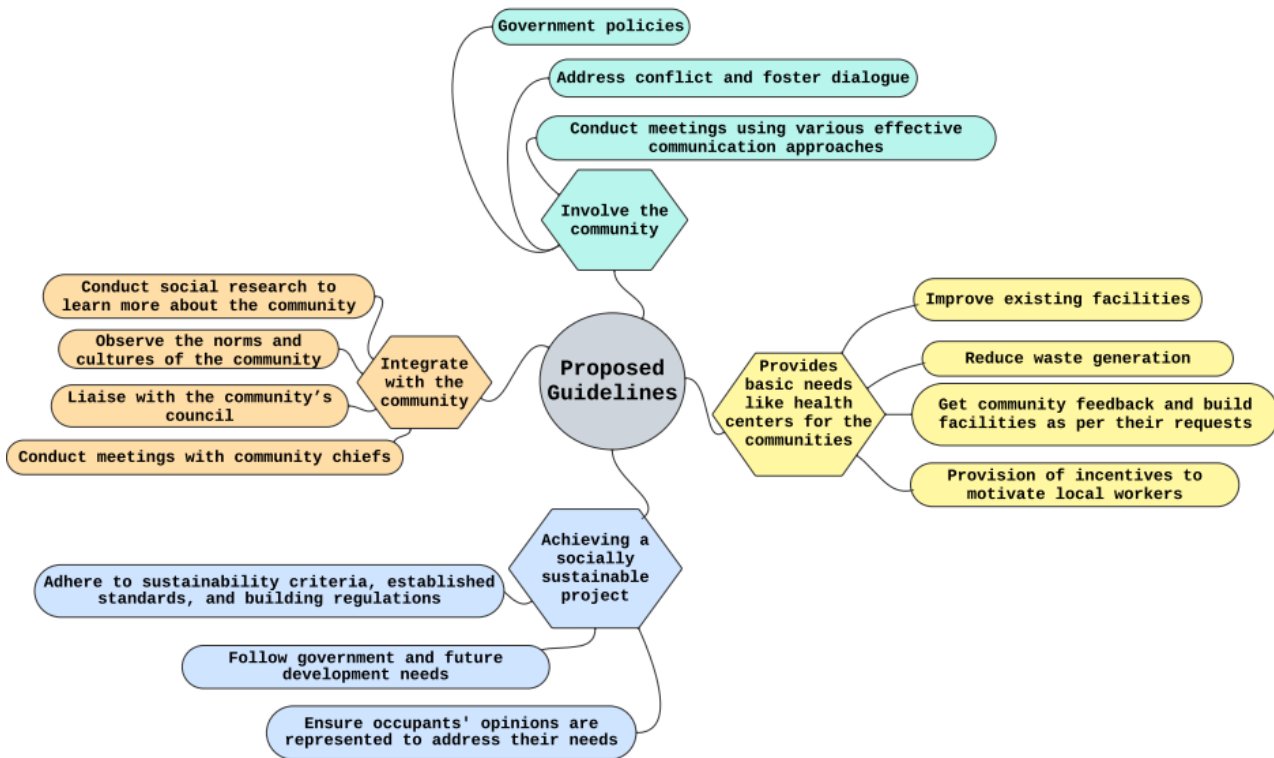 Government policies
Address conflict and foster dialogue
Conduct meetings using various effective
communication approaches
Involve the
community
Conduct social research to
learn more about the community
Observe the norms and
cultures of the community
Liaise with the community’s
council
Conduct meetings with community chiefs
Integrate
with the
community
Proposed
Guidelines
Provides
basic needs
like health
centers for the
communities
Improve existing facilities
Reduce waste generation
Get community feedback and build
facilities as per their requests
Provision of incentives to
motivate local workers
Achieving a
socially
sustainable
project
Adhere to sustainability criteria, established
standards, and building regulations
Follow government and future
development needs
Ensure occupants' opinions are
represented to address their needs